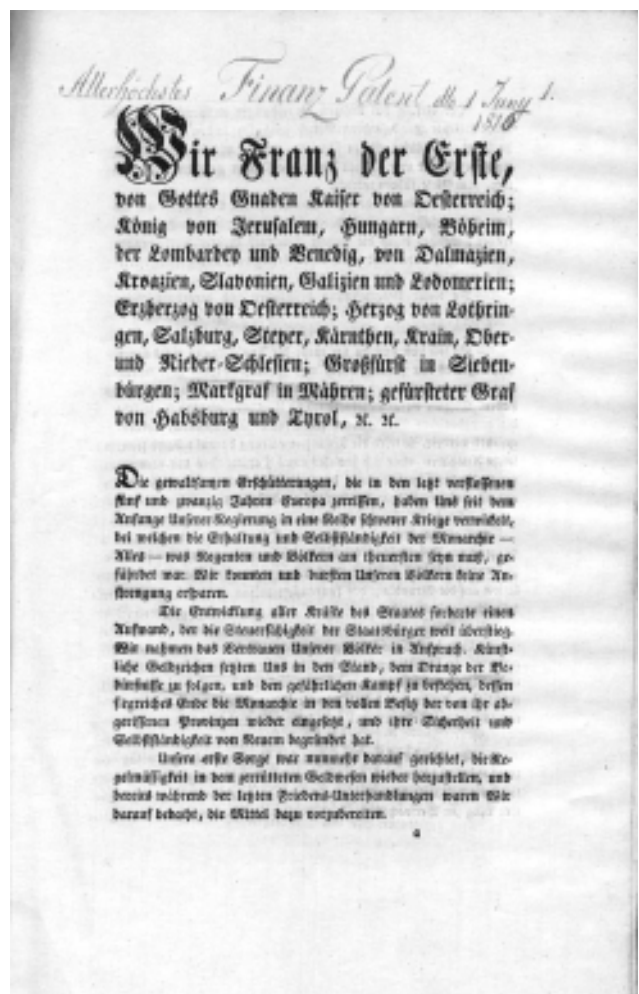 Allerhöchstes Finanz Patent ddo 1 Juny 1.
1816
Wir Franz der Erste,
von Gottes Gnaden Kaiser von Oesterreich;
König von Jerusalem, Hungarn, Böheim,
der Lombardey und Venedig, von Dalmazien,
Kroazien, Slavonien, Galizien und Lodomerien;
Erzherzog von Oesterreich; Herzog von Lothrin-
gen, Salzburg, Steyer, Kärnthen, Krain, Ober-
und Nieder-Schlesien; Großfürst in Sieben-
bürgen; Markgraf in Mähren; gefürsteter Graf
von Habsburg und Tyrol, ꝛc. ꝛc.
Die gewaltsamen Erschütterungen, die in den letzt verflossenen
fünf und zwanzig Jahren Europa zerrissen, haben Uns seit dem
Anfange Unserer Regierung in eine Reihe schwerer Kriege verwickelt,
bei welchen die Erhaltung und Selbstständigkeit der Monarchie —
Alles — was Regenten und Völkern am theuersten seyn muß, ge-
fährdet war. Wir konnten und durften Unseren Völkern keine An-
strengung ersparen.
Die Entwicklung aller Kräfte des Staates forderte einen
Aufwand, der die Steuerfähigkeit der Staatsbürger weit überstieg.
Wir nahmen das Vertrauen Unserer Völker in Anspruch. Künst-
liche Geldzeichen setzten Uns in den Stand, dem Drange der Be-
dürfnisse zu folgen, und den gefährlichen Kampf zu bestehen, dessen
siegreiches Ende die Monarchie in den vollen Besitz der von ihr ab-
gerissenen Provinzen wieder eingesetzt, und ihre Sicherheit und
Selbstständigkeit von Neuem begründet hat.
Unsere erste Sorge war nunmehr darauf gerichtet, die Re-
gelmässigkeit in dem zerrütteten Geldwesen wieder herzustellen, und
bereits während der letzten Friedens-Unterhandlungen waren Wir
darauf bedacht, die Mittel dazu vorzubereiten.
a